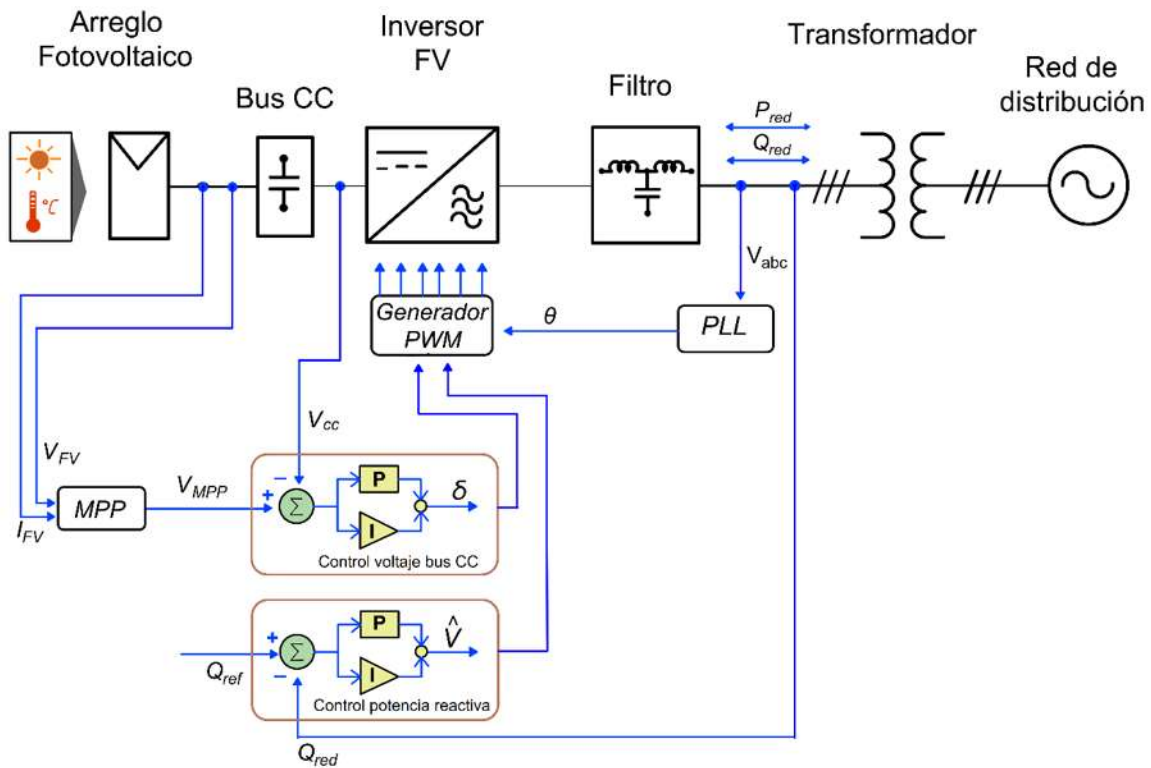 Arreglo
Fotovoltaico
Bus CC
Inversor
FV
Filtro
Transformador
Red de
distribución
P_red
Q_red
°C
V_abc
Generador
PWM
θ
PLL
V_cc
V_FV
I_FV
MPP
V_MPP
−
+
Σ
P
I
δ
Control voltaje bus CC
Q_ref
+
−
Σ
P
I
V̂
Control potencia reactiva
Q_red